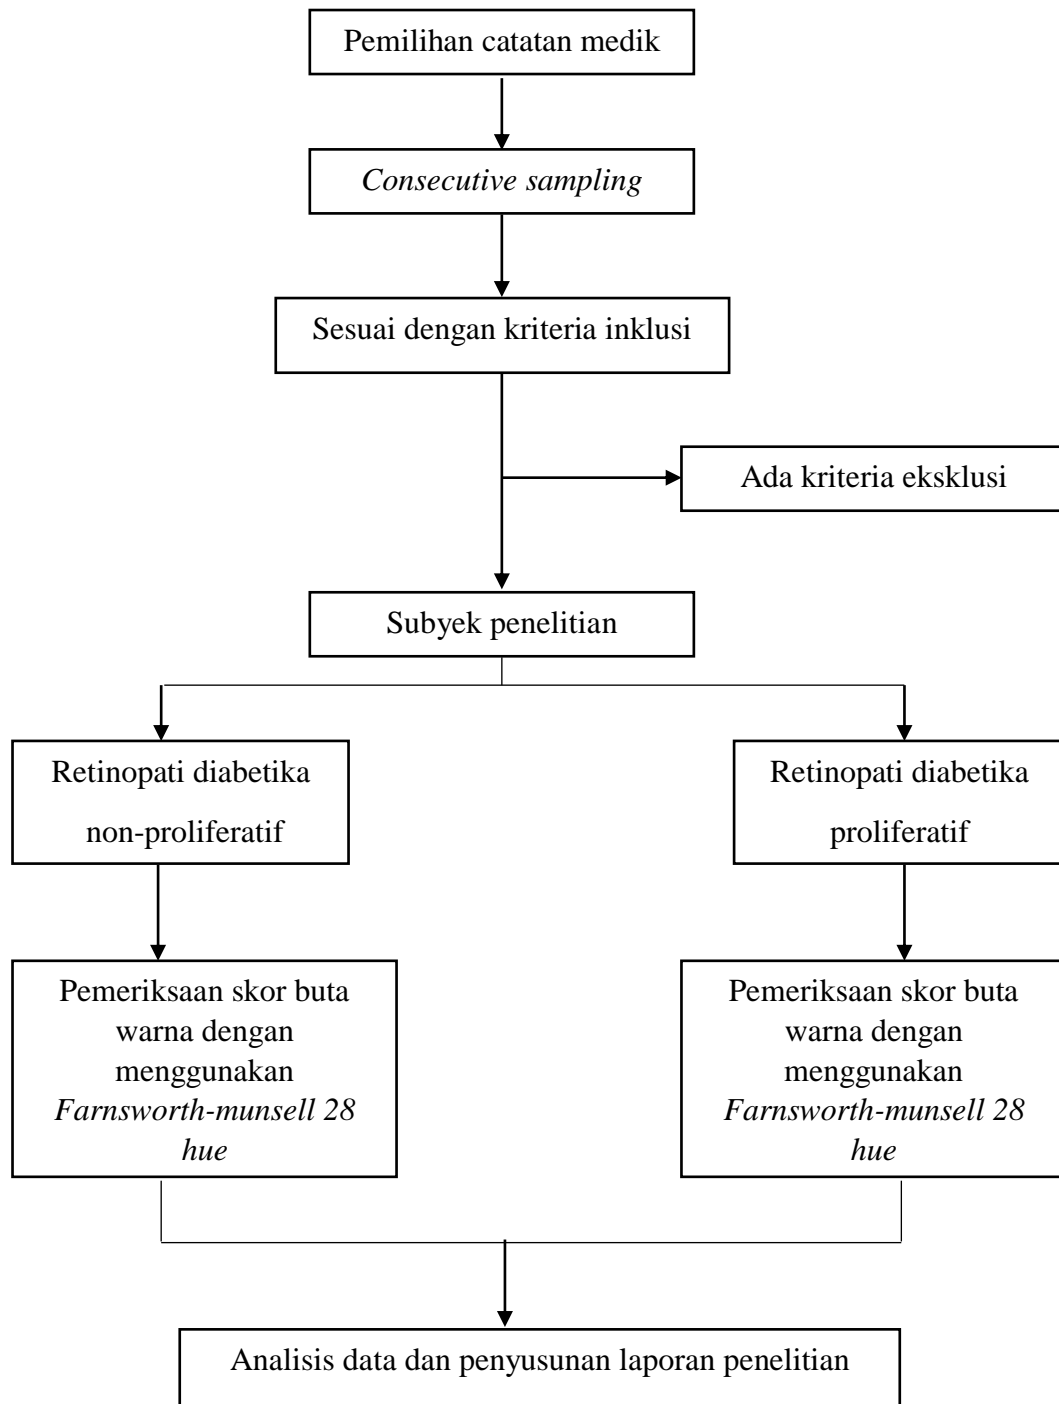 Pemilihan catatan medik
Consecutive sampling
Sesuai dengan kriteria inklusi
Ada kriteria eksklusi
Subyek penelitian
Retinopati diabetika
non-proliferatif
Retinopati diabetika
proliferatif
Pemeriksaan skor buta
warna dengan
menggunakan
Farnsworth-munsell 28
hue
Pemeriksaan skor buta
warna dengan
menggunakan
Farnsworth-munsell 28
hue
Analisis data dan penyusunan laporan penelitian